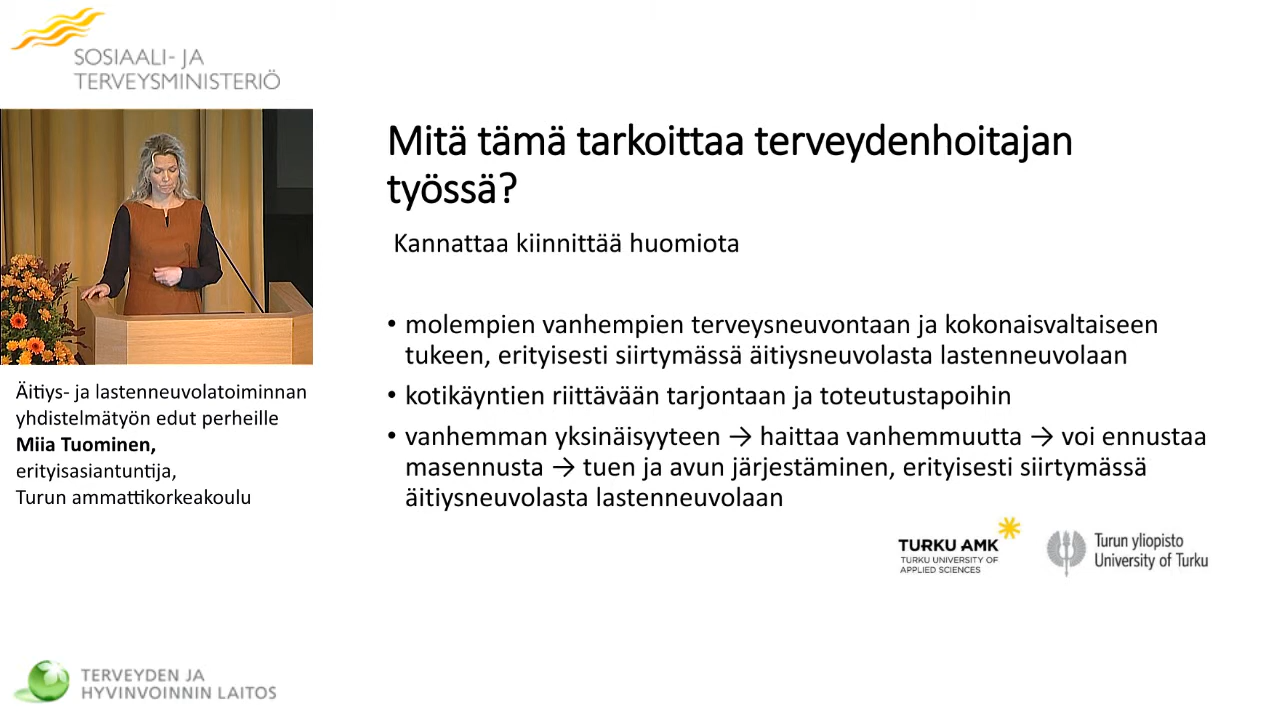 SOSIAALI- JA
TERVEYSMINISTERIÖ
Mitä tämä tarkoittaa terveydenhoitajan
työssä?
Kannattaa kiinnittää huomiota
• molempien vanhempien terveysneuvontaan ja kokonaisvaltaiseen
tukeen, erityisesti siirtymässä äitiysneuvolasta lastenneuvolaan
• kotikäyntien riittävään tarjontaan ja toteutustapoihin
• vanhemman yksinäisyyteen → haittaa vanhemmuutta → voi ennustaa
masennusta → tuen ja avun järjestäminen, erityisesti siirtymässä
äitiysneuvolasta lastenneuvolaan
Äitiys- ja lastenneuvolatoiminnan
yhdistelmätyön edut perheille
Miia Tuominen,
erityisasiantuntija,
Turun ammattikorkeakoulu
TURKU AMK
TURKU UNIVERSITY OF
APPLIED SCIENCES
Turun yliopisto
University of Turku
TERVEYDEN JA
HYVINVOINNIN LAITOS